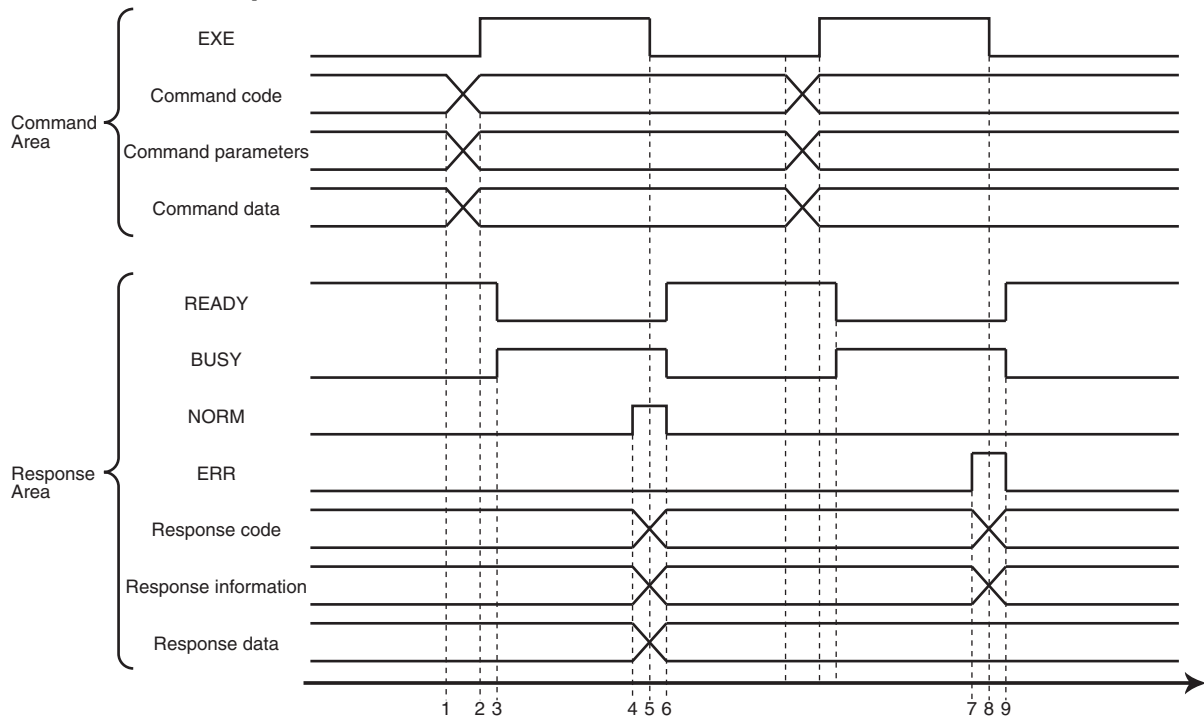 EXE
Command code
Command
Area
Command parameters
Command data
READY
BUSY
NORM
Response
Area
ERR
Response code
Response information
Response data
1 2 3 4 5 6 7 8 9